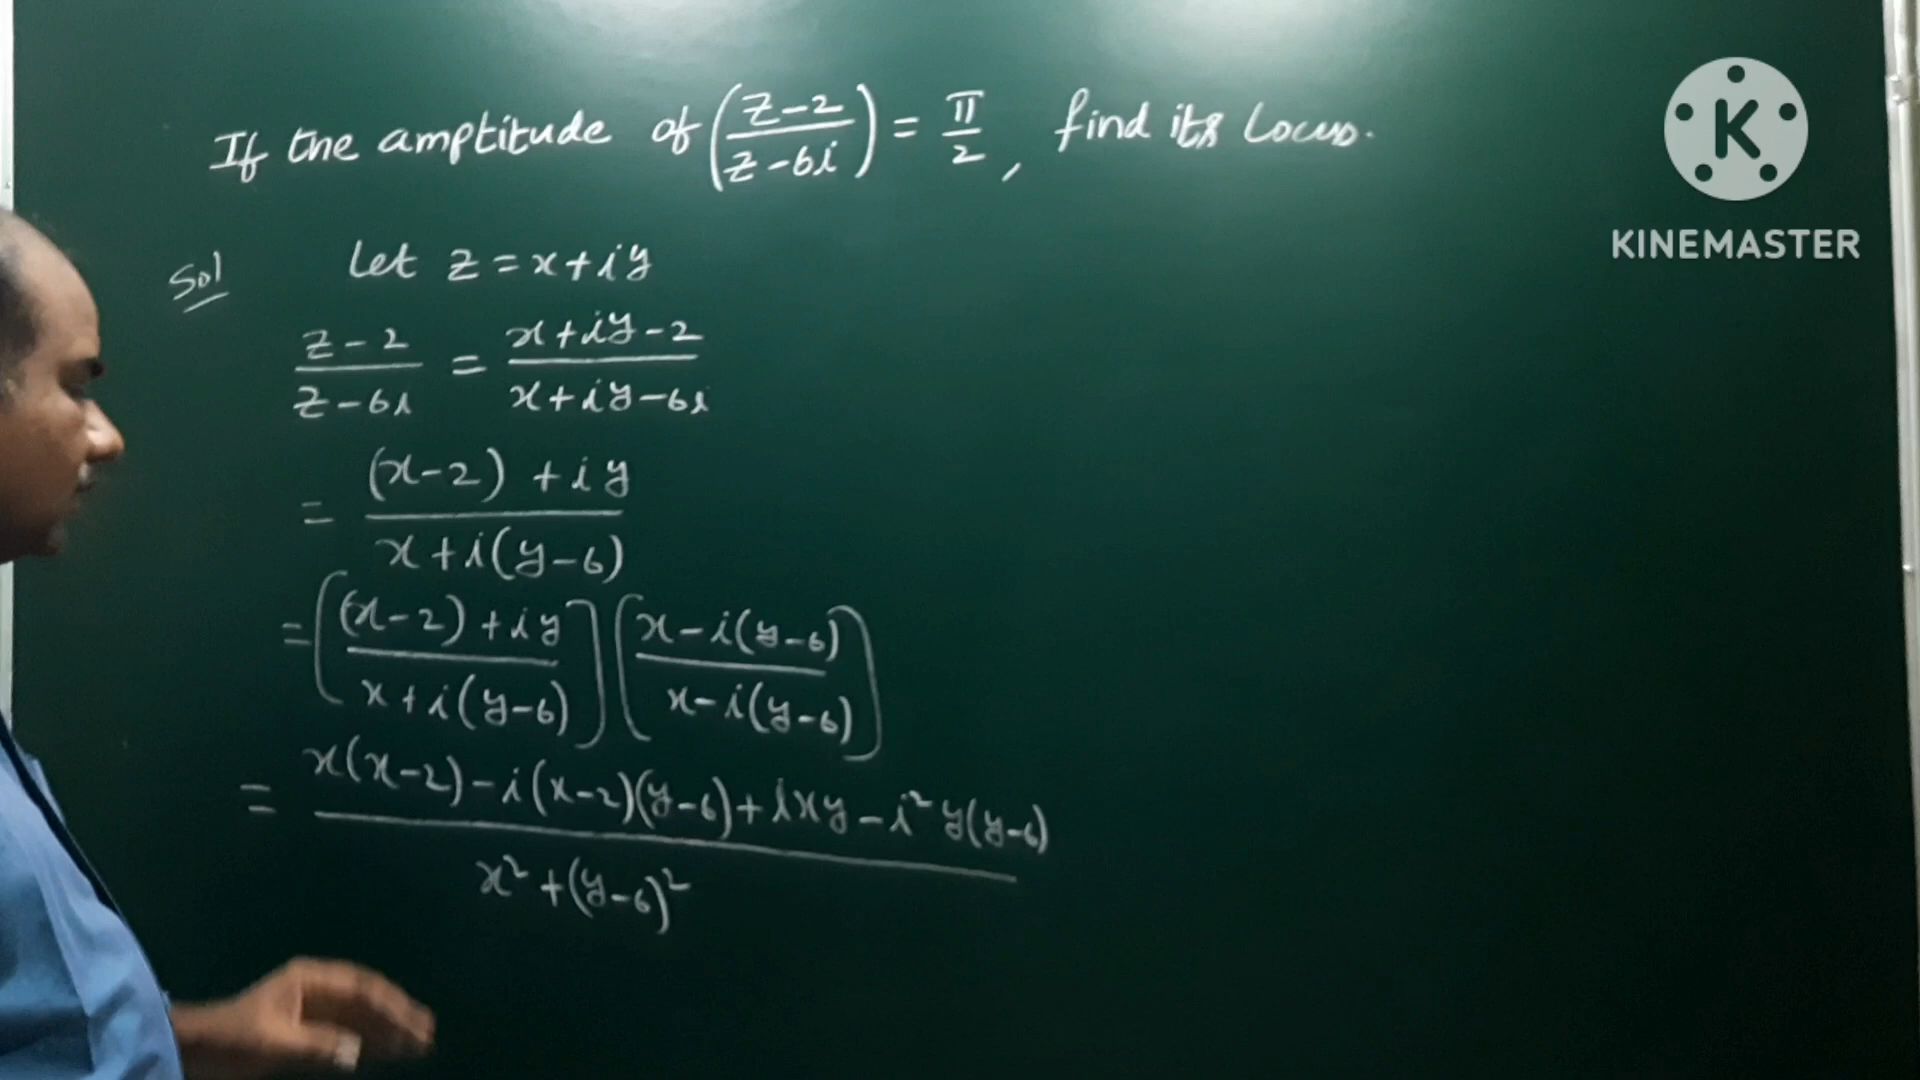 If the amptitude of (z-2/z-6i) = π/2, find its Locus.
K
KINEMASTER
Sol Let z = x+iy
z-2/z-6i = x+iy-2/x+iy-6i
= (x-2)+iy/x+i(y-6)
= [(x-2)+iy/x+i(y-6)] [x-i(y-6)/x-i(y-6)]
= x(x-2)-i(x-2)(y-6)+ixy-i²y(y-6)/x²+(y-6)²